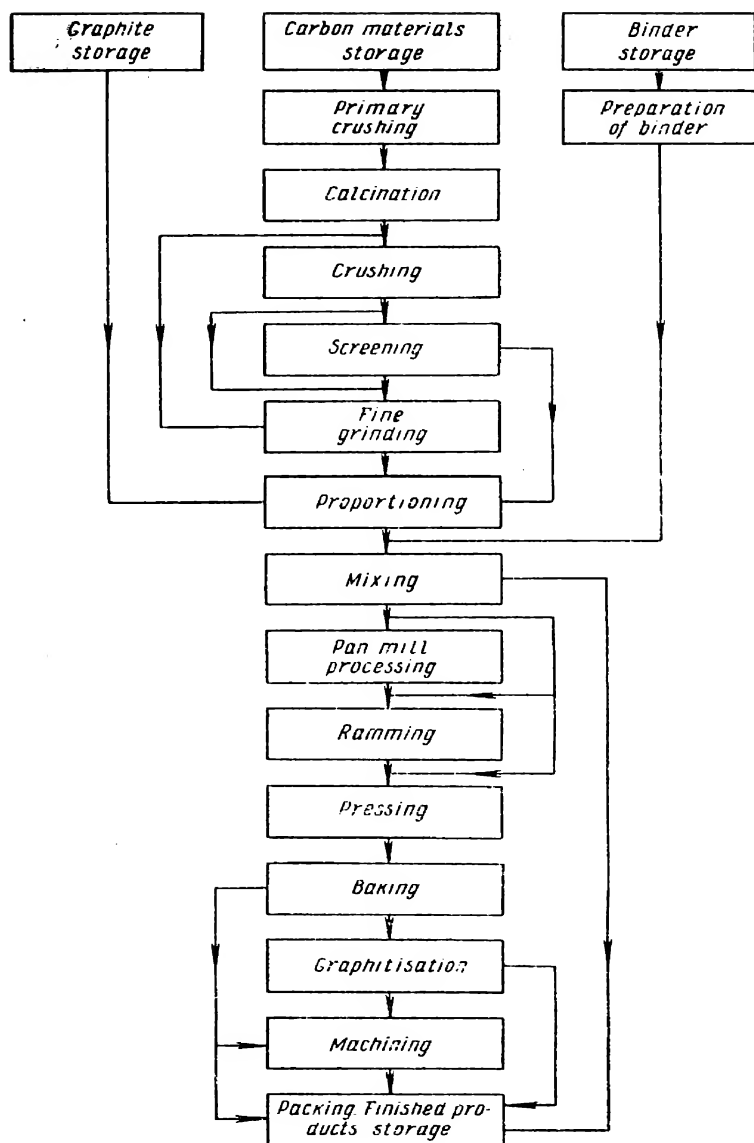 Graphite
storage
Carbon materials
storage
Binder
storage
Primary
crushing
Preparation
of binder
Calcination
Crushing
Screening
Fine
grinding
Proportioning
Mixing
Pan mill
processing
Ramming
Pressing
Baking
Graphitisation
Machining
Packing. Finished pro-
ducts storage